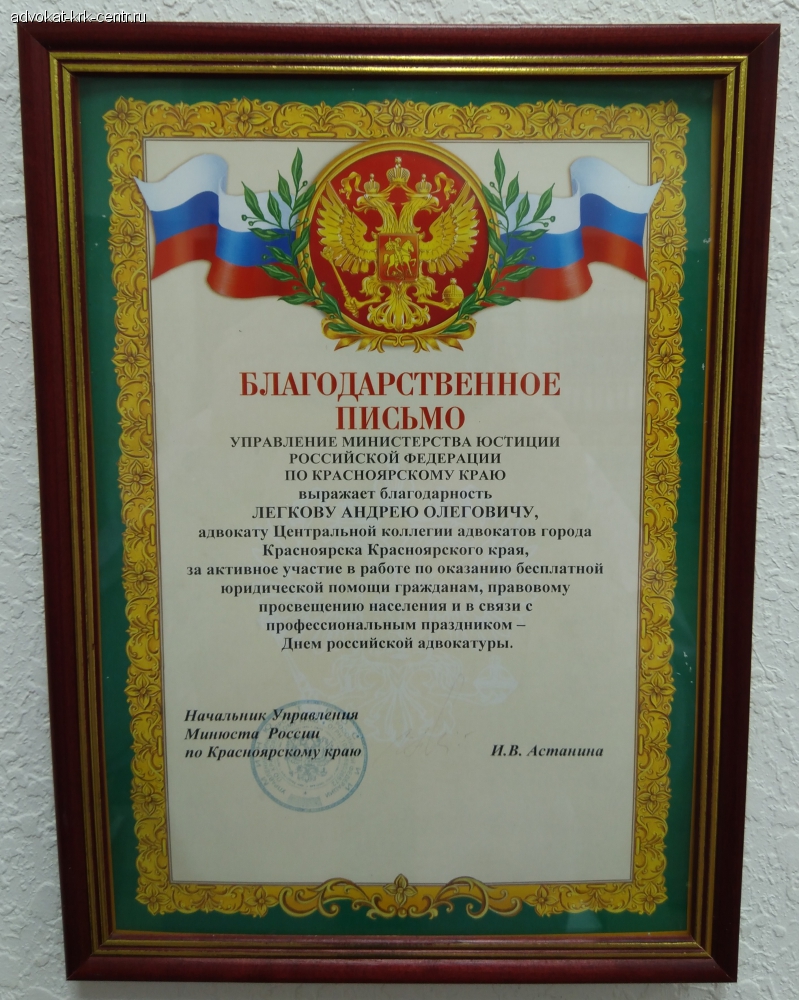 advokat-krk-centr.ru
БЛАГОДАРСТВЕННОЕ
ПИСЬМО
УПРАВЛЕНИЕ МИНИСТЕРСТВА ЮСТИЦИИ
РОССИЙСКОЙ ФЕДЕРАЦИИ
ПО КРАСНОЯРСКОМУ КРАЮ
выражает благодарность
ЛЕГКОВУ АНДРЕЮ ОЛЕГОВИЧУ,
адвокату Центральной коллегии адвокатов города
Красноярска Красноярского края,
за активное участие в работе по оказанию бесплатной
юридической помощи гражданам, правовому
просвещению населения и в связи с
профессиональным праздником –
Днем российской адвокатуры.
Начальник Управления
Минюста России
по Красноярскому краю
И.В. Астанина